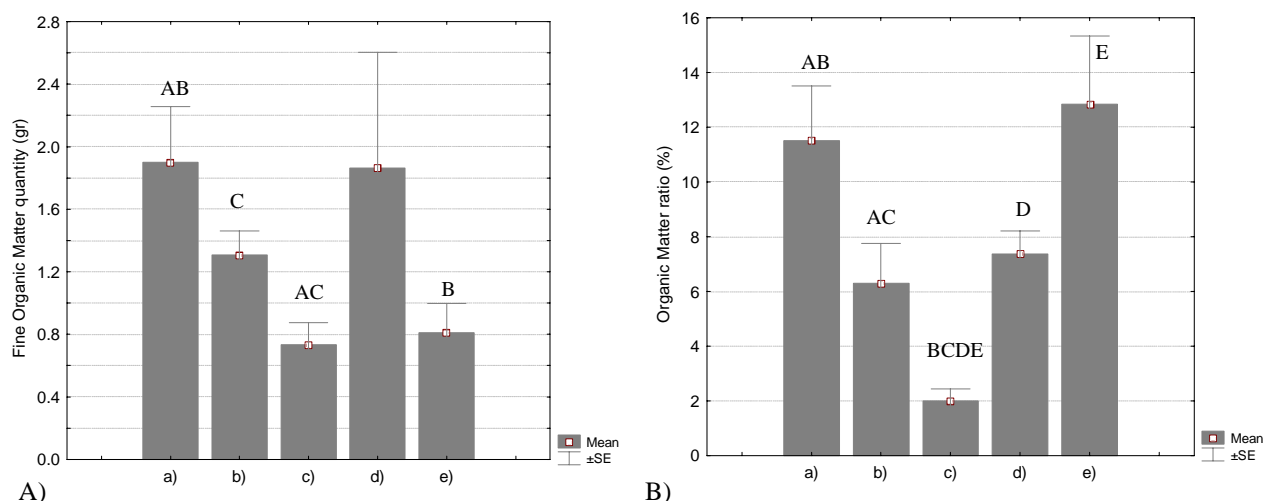 Fine Organic Matter quantity (gr)
2.8
2.4
2.0
1.6
1.2
0.8
0.4
0.0
AB
C
AC
B
a)
b)
c)
d)
e)
Mean
±SE
A)
Organic Matter ratio (%)
16
14
12
10
8
6
4
2
0
AB
AC
BCDE
D
E
a)
b)
c)
d)
e)
Mean
±SE
B)